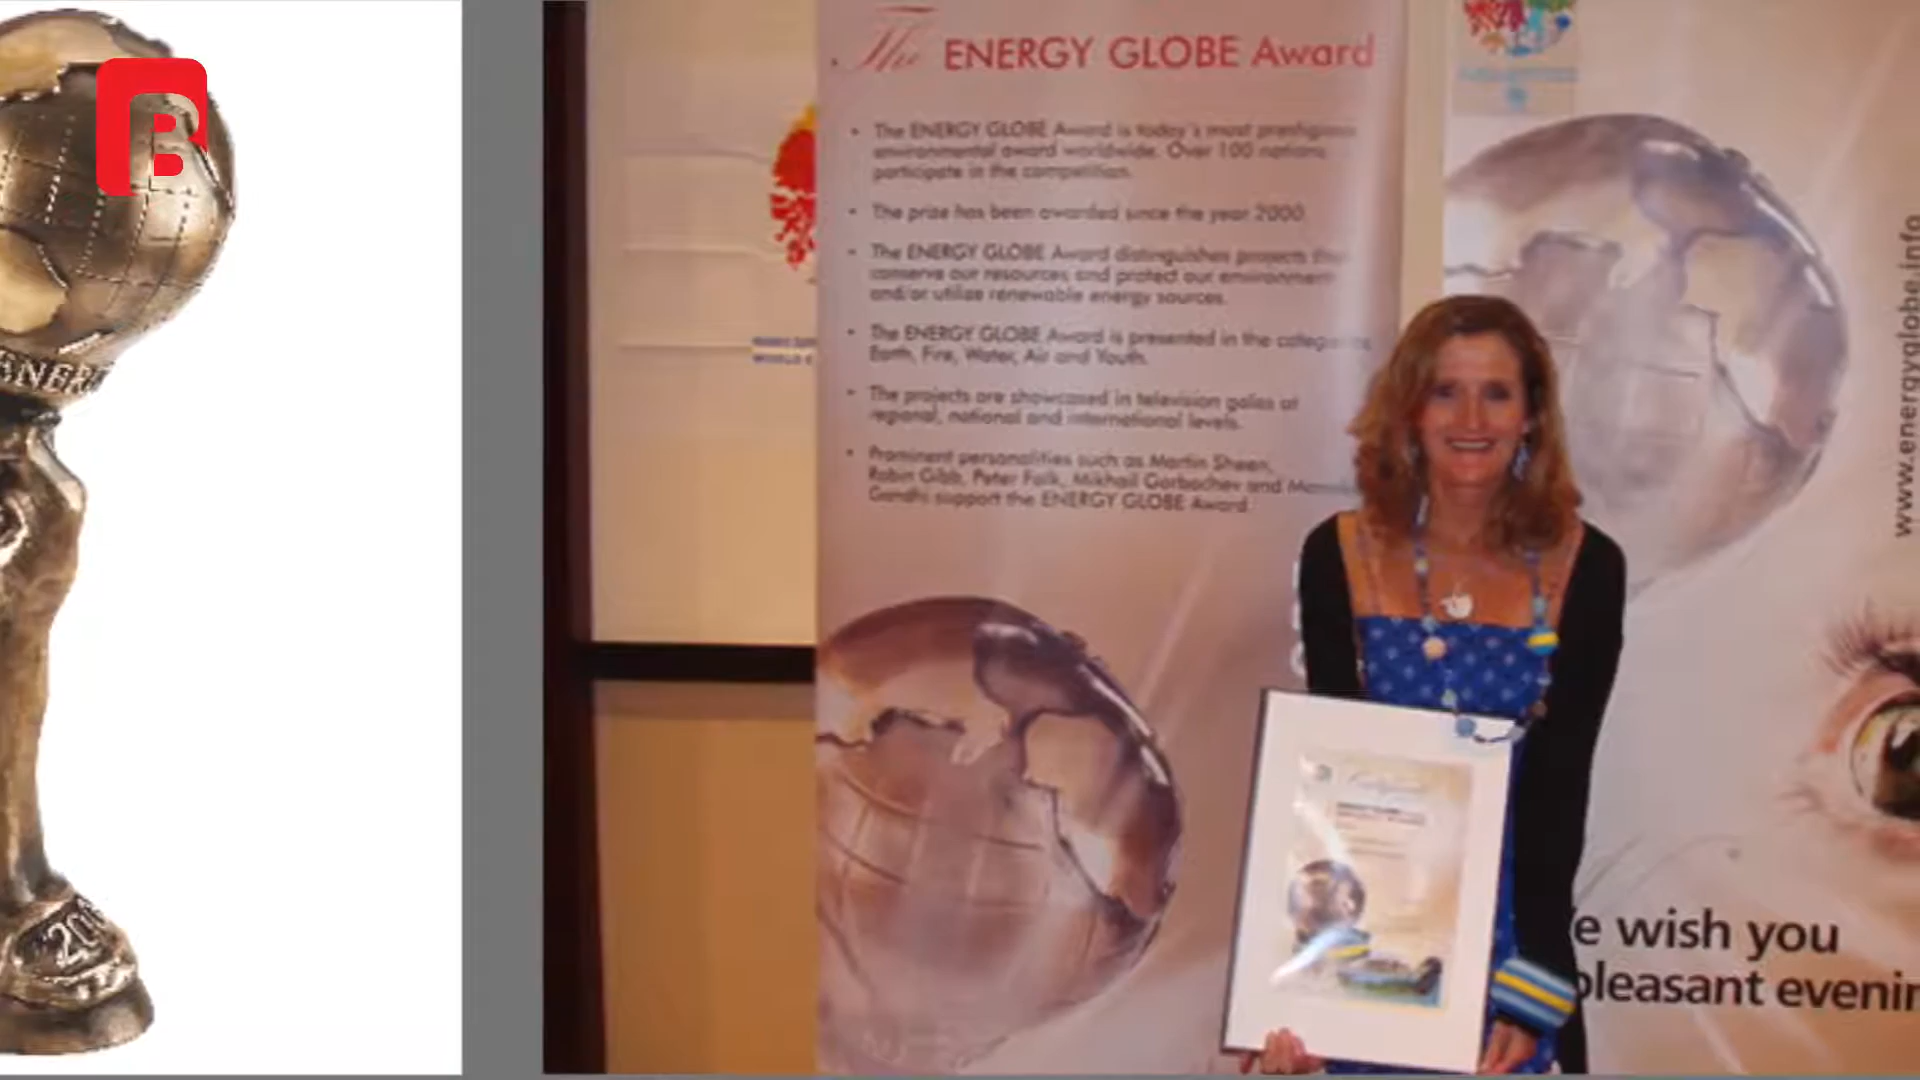 B
20
The ENERGY GLOBE Award
• The ENERGY GLOBE Award is today's most prestigious
environmental award worldwide. Over 100 nations
participate in the competition.
• The prize has been awarded since the year 2000
• The ENERGY GLOBE Award distinguishes projects that
conserve our resources and protect our environment
and/or utilize renewable energy sources.
• The ENERGY GLOBE Award is presented in the categories
Earth, Fire, Water, Air and Youth.
• The projects are showcased in television galas at
regional, national and international levels.
• Prominent personalities such as Martin Sheen,
Robin Gibb, Peter Falk, Mikhail Gorbachev and
Gandhi support the ENERGY GLOBE Award
www.energyglobe.info
e wish you
pleasant evenin